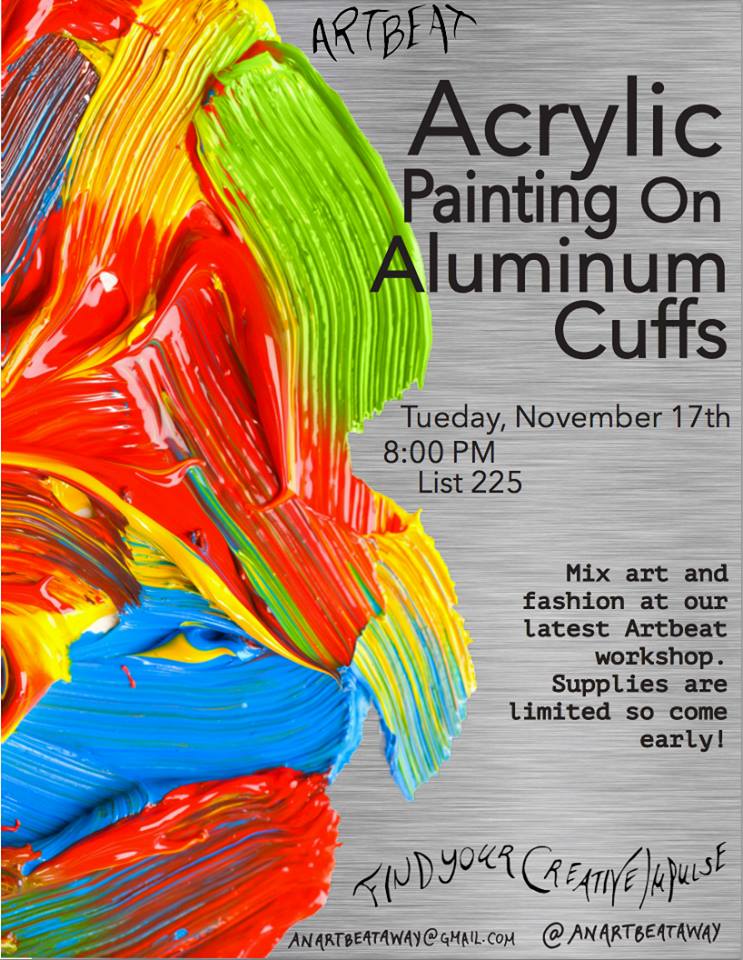 ARTBEAT
Acrylic
Painting On
Aluminum
Cuffs
Tueday, November 17th
8:00 PM
List 225
Mix art and
fashion at our
latest Artbeat
workshop.
Supplies are
limited so come
early!
FIND YOUR CREATIVE IMPULSE
ANARTBEATAWAY@GMAIL.COM @ANARTBEATAWAY